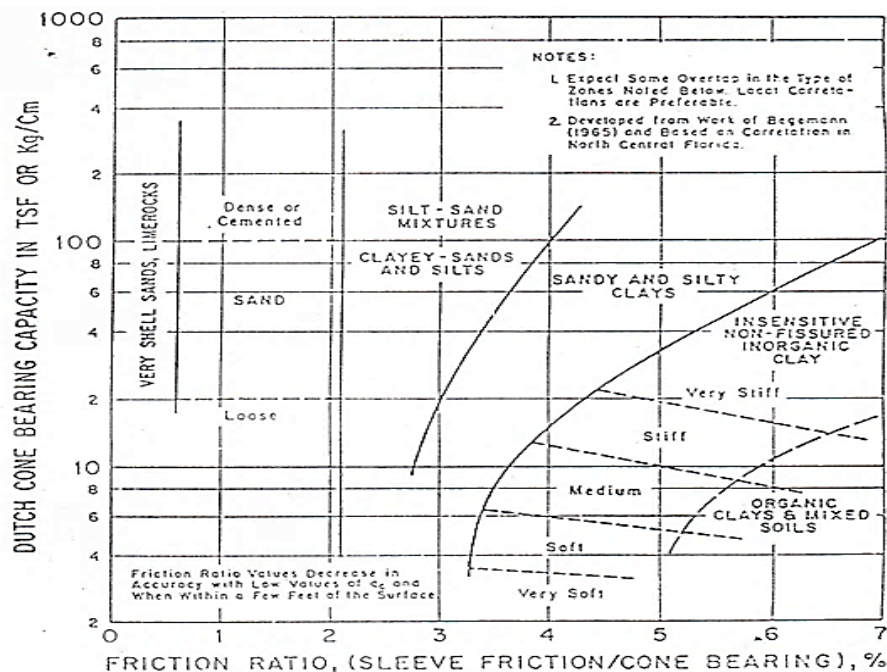 1000
8
6
4
2
100
8
6
4
2
10
8
6
4
2
DUTCH CONE BEARING CAPACITY IN TSF OR Kg/Cm
NOTES:
1. Expect Some Overlap in the Type of
Zones Noted Below. Local Correla-
tions are Preferable.
2. Developed from Work of Begemann
(1965) and Based on Correlation in
North Central Florida.
VERY SHELL SANDS, LIMEROCKS
Dense or
Cemented
SAND
Loose
SILT-SAND
MIXTURES
CLAYEY-SANDS
AND SILTS
SANDY AND SILTY
CLAYS
INSENSITIVE
NON-FISSURED
INORGANIC
CLAY
Very Stiff
Stiff
Medium
Soft
Very Soft
ORGANIC
CLAYS & MIXED
SOILS
Friction Ratio Values Decrease in
Accuracy with Low Values of qc and
When Within a Few Feet of the Surface.
0 1 2 3 4 5 6 7
FRICTION RATIO, (SLEEVE FRICTION/CONE BEARING), %